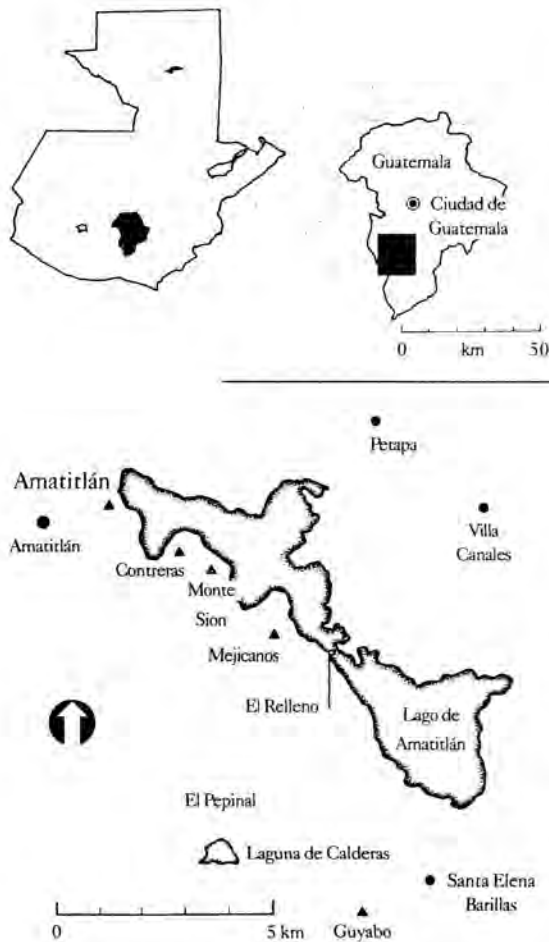 Guatemala
Ciudad de
Guatemala
0 km 50
Petapa
Amatitlán
Villa
Canales
Amatitlán
Contreras
Monte
Sion
Mejicanos
El Relleno
Lago de
Amatitlán
El Pepinal
Laguna de Calderas
Santa Elena
Barillas
0 5 km
Guyabo